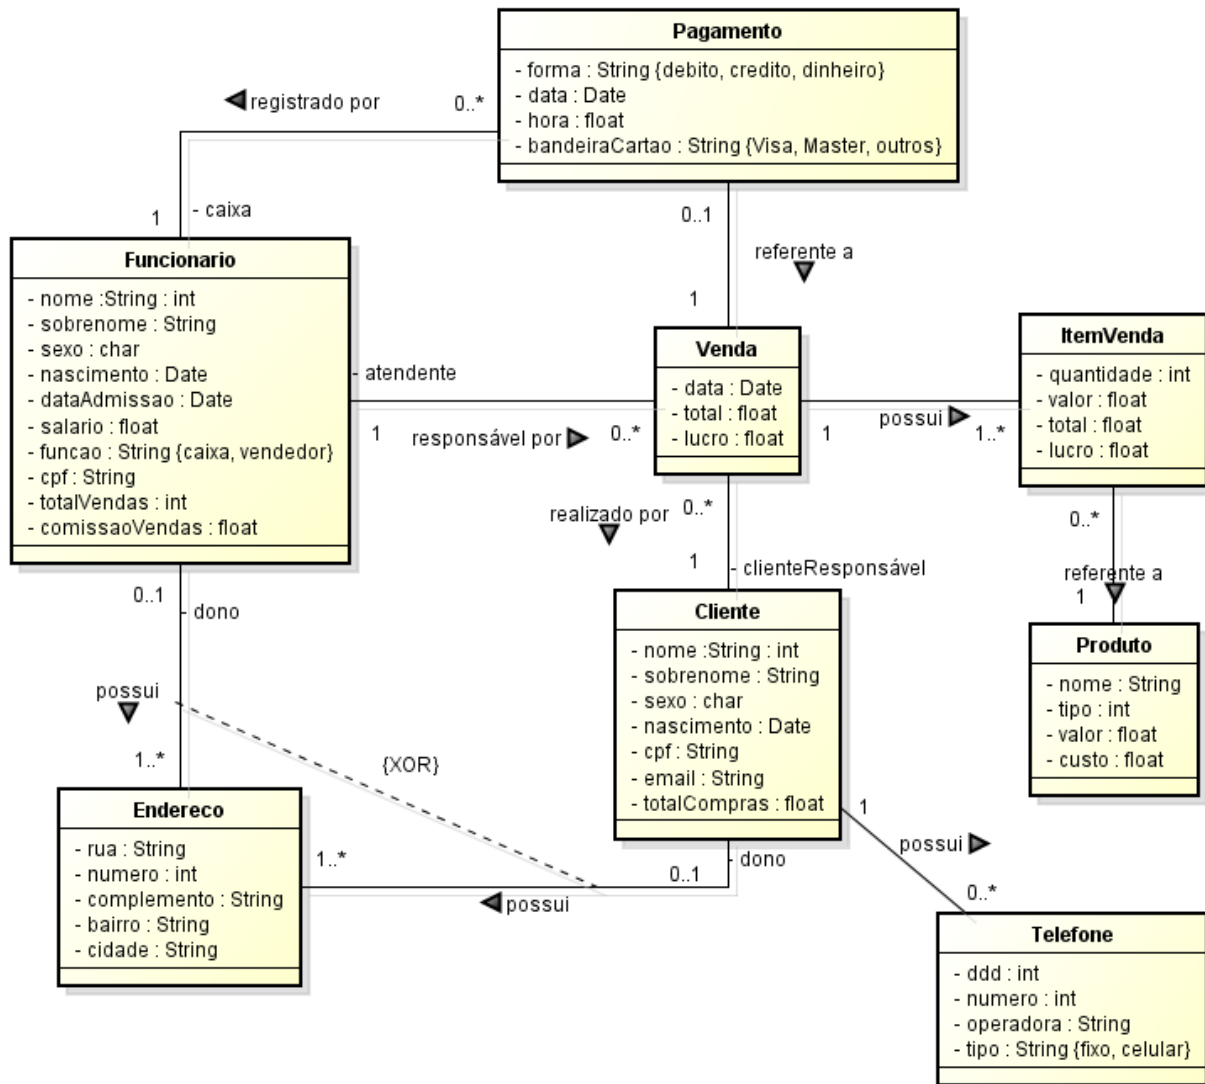 Pagamento
- forma : String {debito, credito, dinheiro}
- data : Date
- hora : float
- bandeiraCartao : String {Visa, Master, outros}
registrado por
0..*
1
- caixa
0..1
referente a
1
Funcionario
- nome :String : int
- sobrenome : String
- sexo : char
- nascimento : Date
- dataAdmissao : Date
- salario : float
- funcao : String {caixa, vendedor}
- cpf : String
- totalVendas : int
- comissaoVendas : float
- atendente
1
responsável por
0..*
Venda
- data : Date
- total : float
- lucro : float
1
possui
1..*
ItemVenda
- quantidade : int
- valor : float
- total : float
- lucro : float
0..*
realizado por
1
- clienteResponsável
0..*
referente a
1
Produto
- nome : String
- tipo : int
- valor : float
- custo : float
0..1
- dono
possui
1..*
{XOR}
Cliente
- nome :String : int
- sobrenome : String
- sexo : char
- nascimento : Date
- cpf : String
- email : String
- totalCompras : float
1
possui
0..*
- dono
0..1
possui
1..*
Endereco
- rua : String
- numero : int
- complemento : String
- bairro : String
- cidade : String
Telefone
- ddd : int
- numero : int
- operadora : String
- tipo : String {fixo, celular}